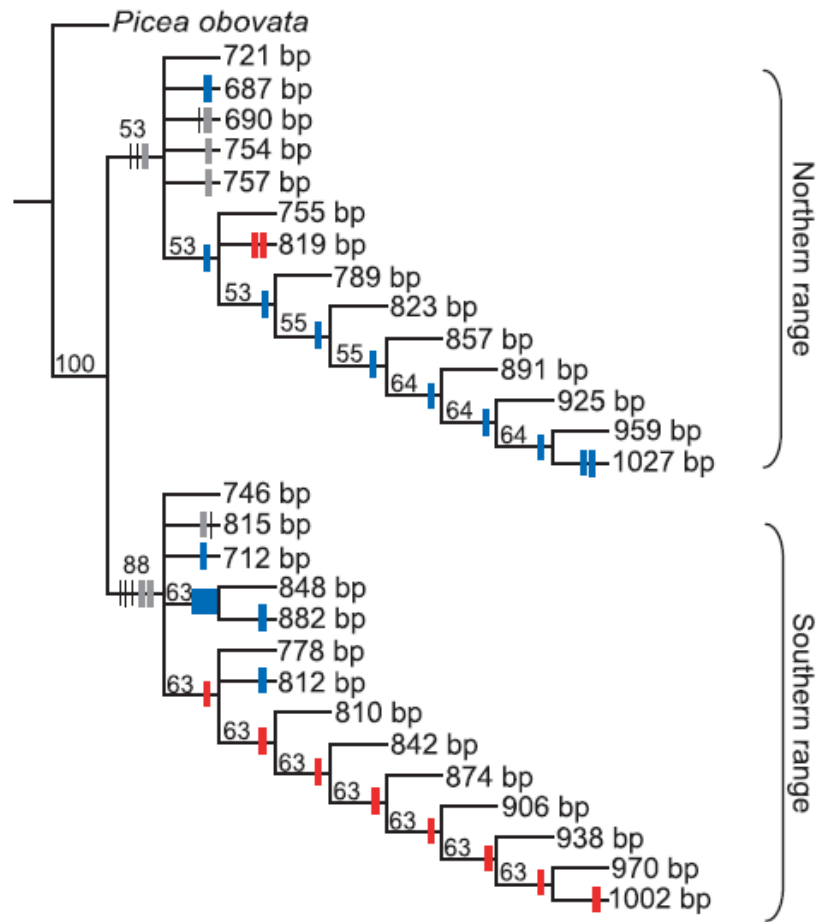 Picea obovata
721 bp
687 bp
53
690 bp
754 bp
757 bp
755 bp
53
819 bp
789 bp
53
823 bp
55
857 bp
55
891 bp
64
925 bp
64
959 bp
64
1027 bp
Northern range
100
746 bp
815 bp
712 bp
88
848 bp
63
882 bp
778 bp
63
812 bp
810 bp
63
842 bp
63
874 bp
63
906 bp
63
938 bp
63
970 bp
63
1002 bp
Southern range